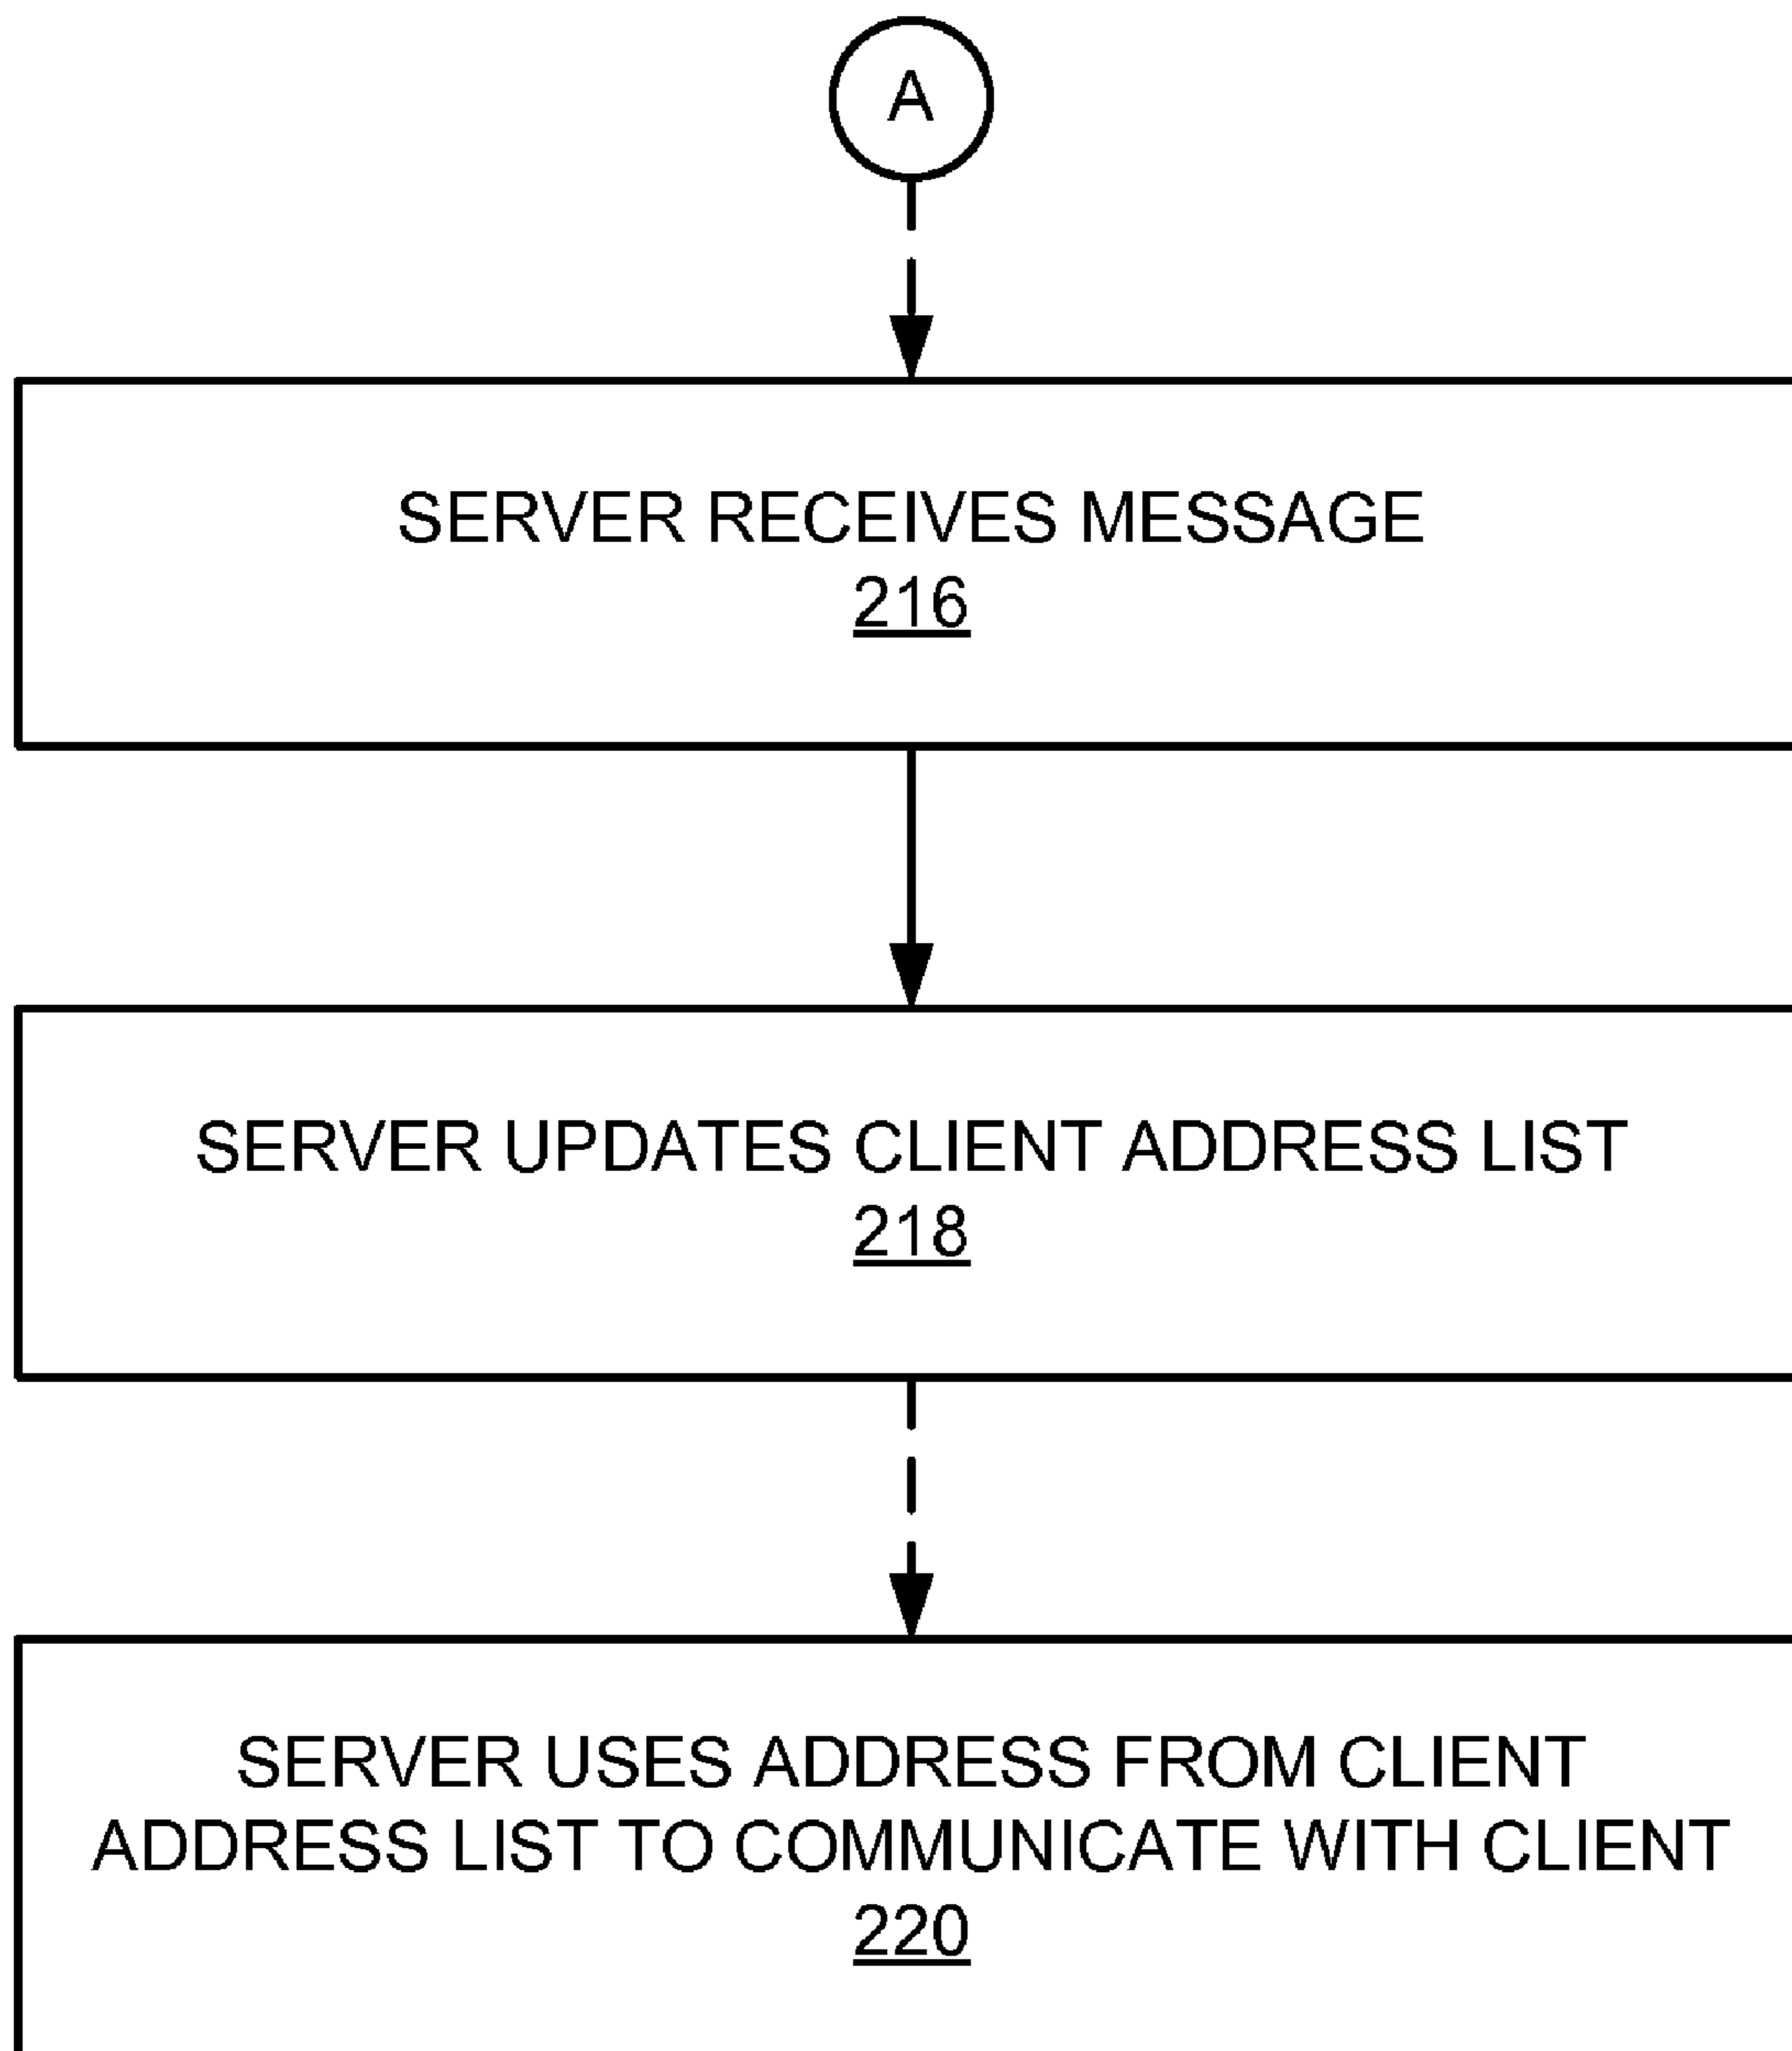 A
SERVER RECEIVES MESSAGE
216
SERVER UPDATES CLIENT ADDRESS LIST
218
SERVER USES ADDRESS FROM CLIENT
ADDRESS LIST TO COMMUNICATE WITH CLIENT
220